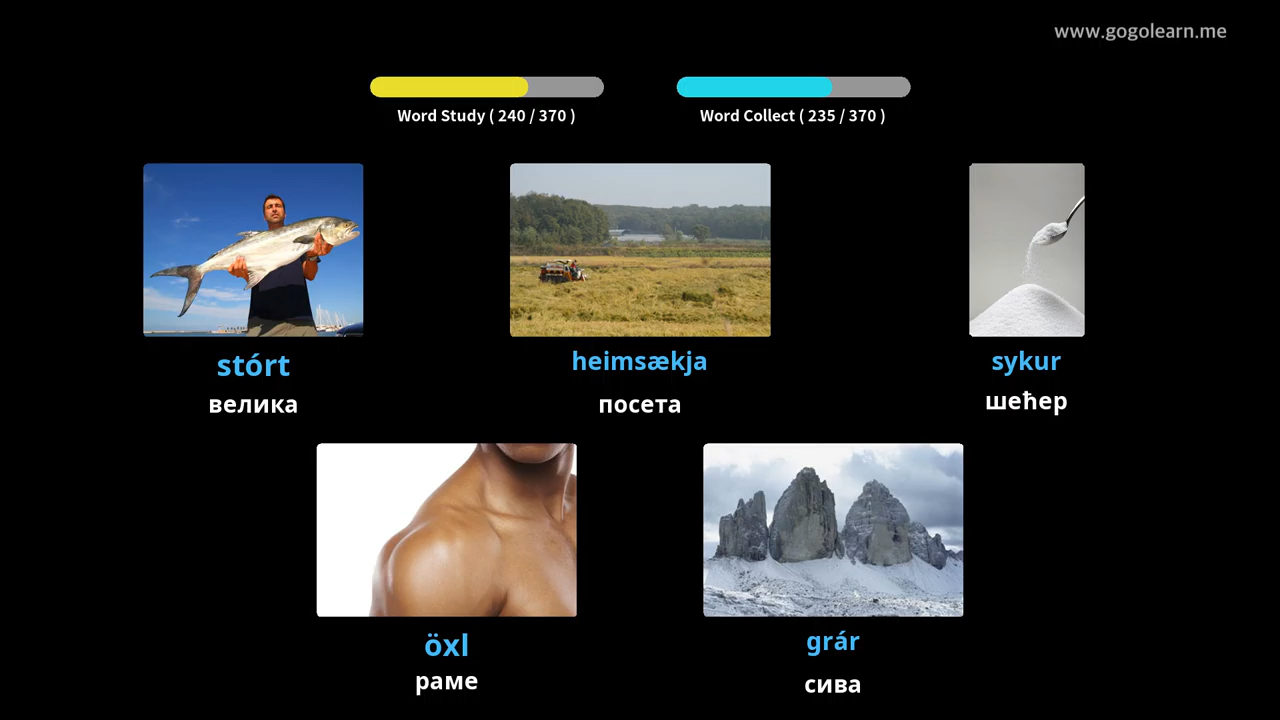 www.gogolearn.me
Word Study ( 240 / 370 )
Word Collect ( 235 / 370 )
stórt
велика
heimsækja
посета
sykur
шећер
öxl
раме
grár
сива